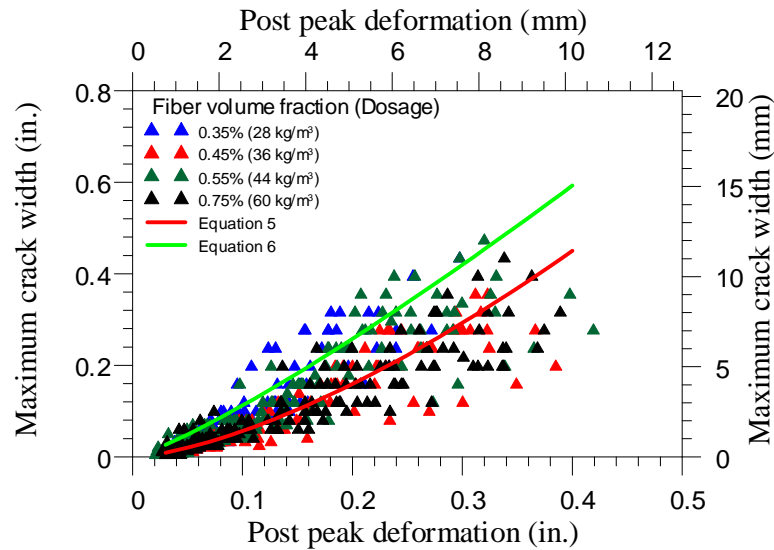 Post peak deformation (mm)
0 2 4 6 8 10 12
0.8
0.6
0.4
0.2
0
Maximum crack width (in.)
Fiber volume fraction (Dosage)
0.35% (28 kg/m³)
0.45% (36 kg/m³)
0.55% (44 kg/m³)
0.75% (60 kg/m³)
Equation 5
Equation 6
20
15
10
5
0
Maximum crack width (mm)
0 0.1 0.2 0.3 0.4 0.5
Post peak deformation (in.)